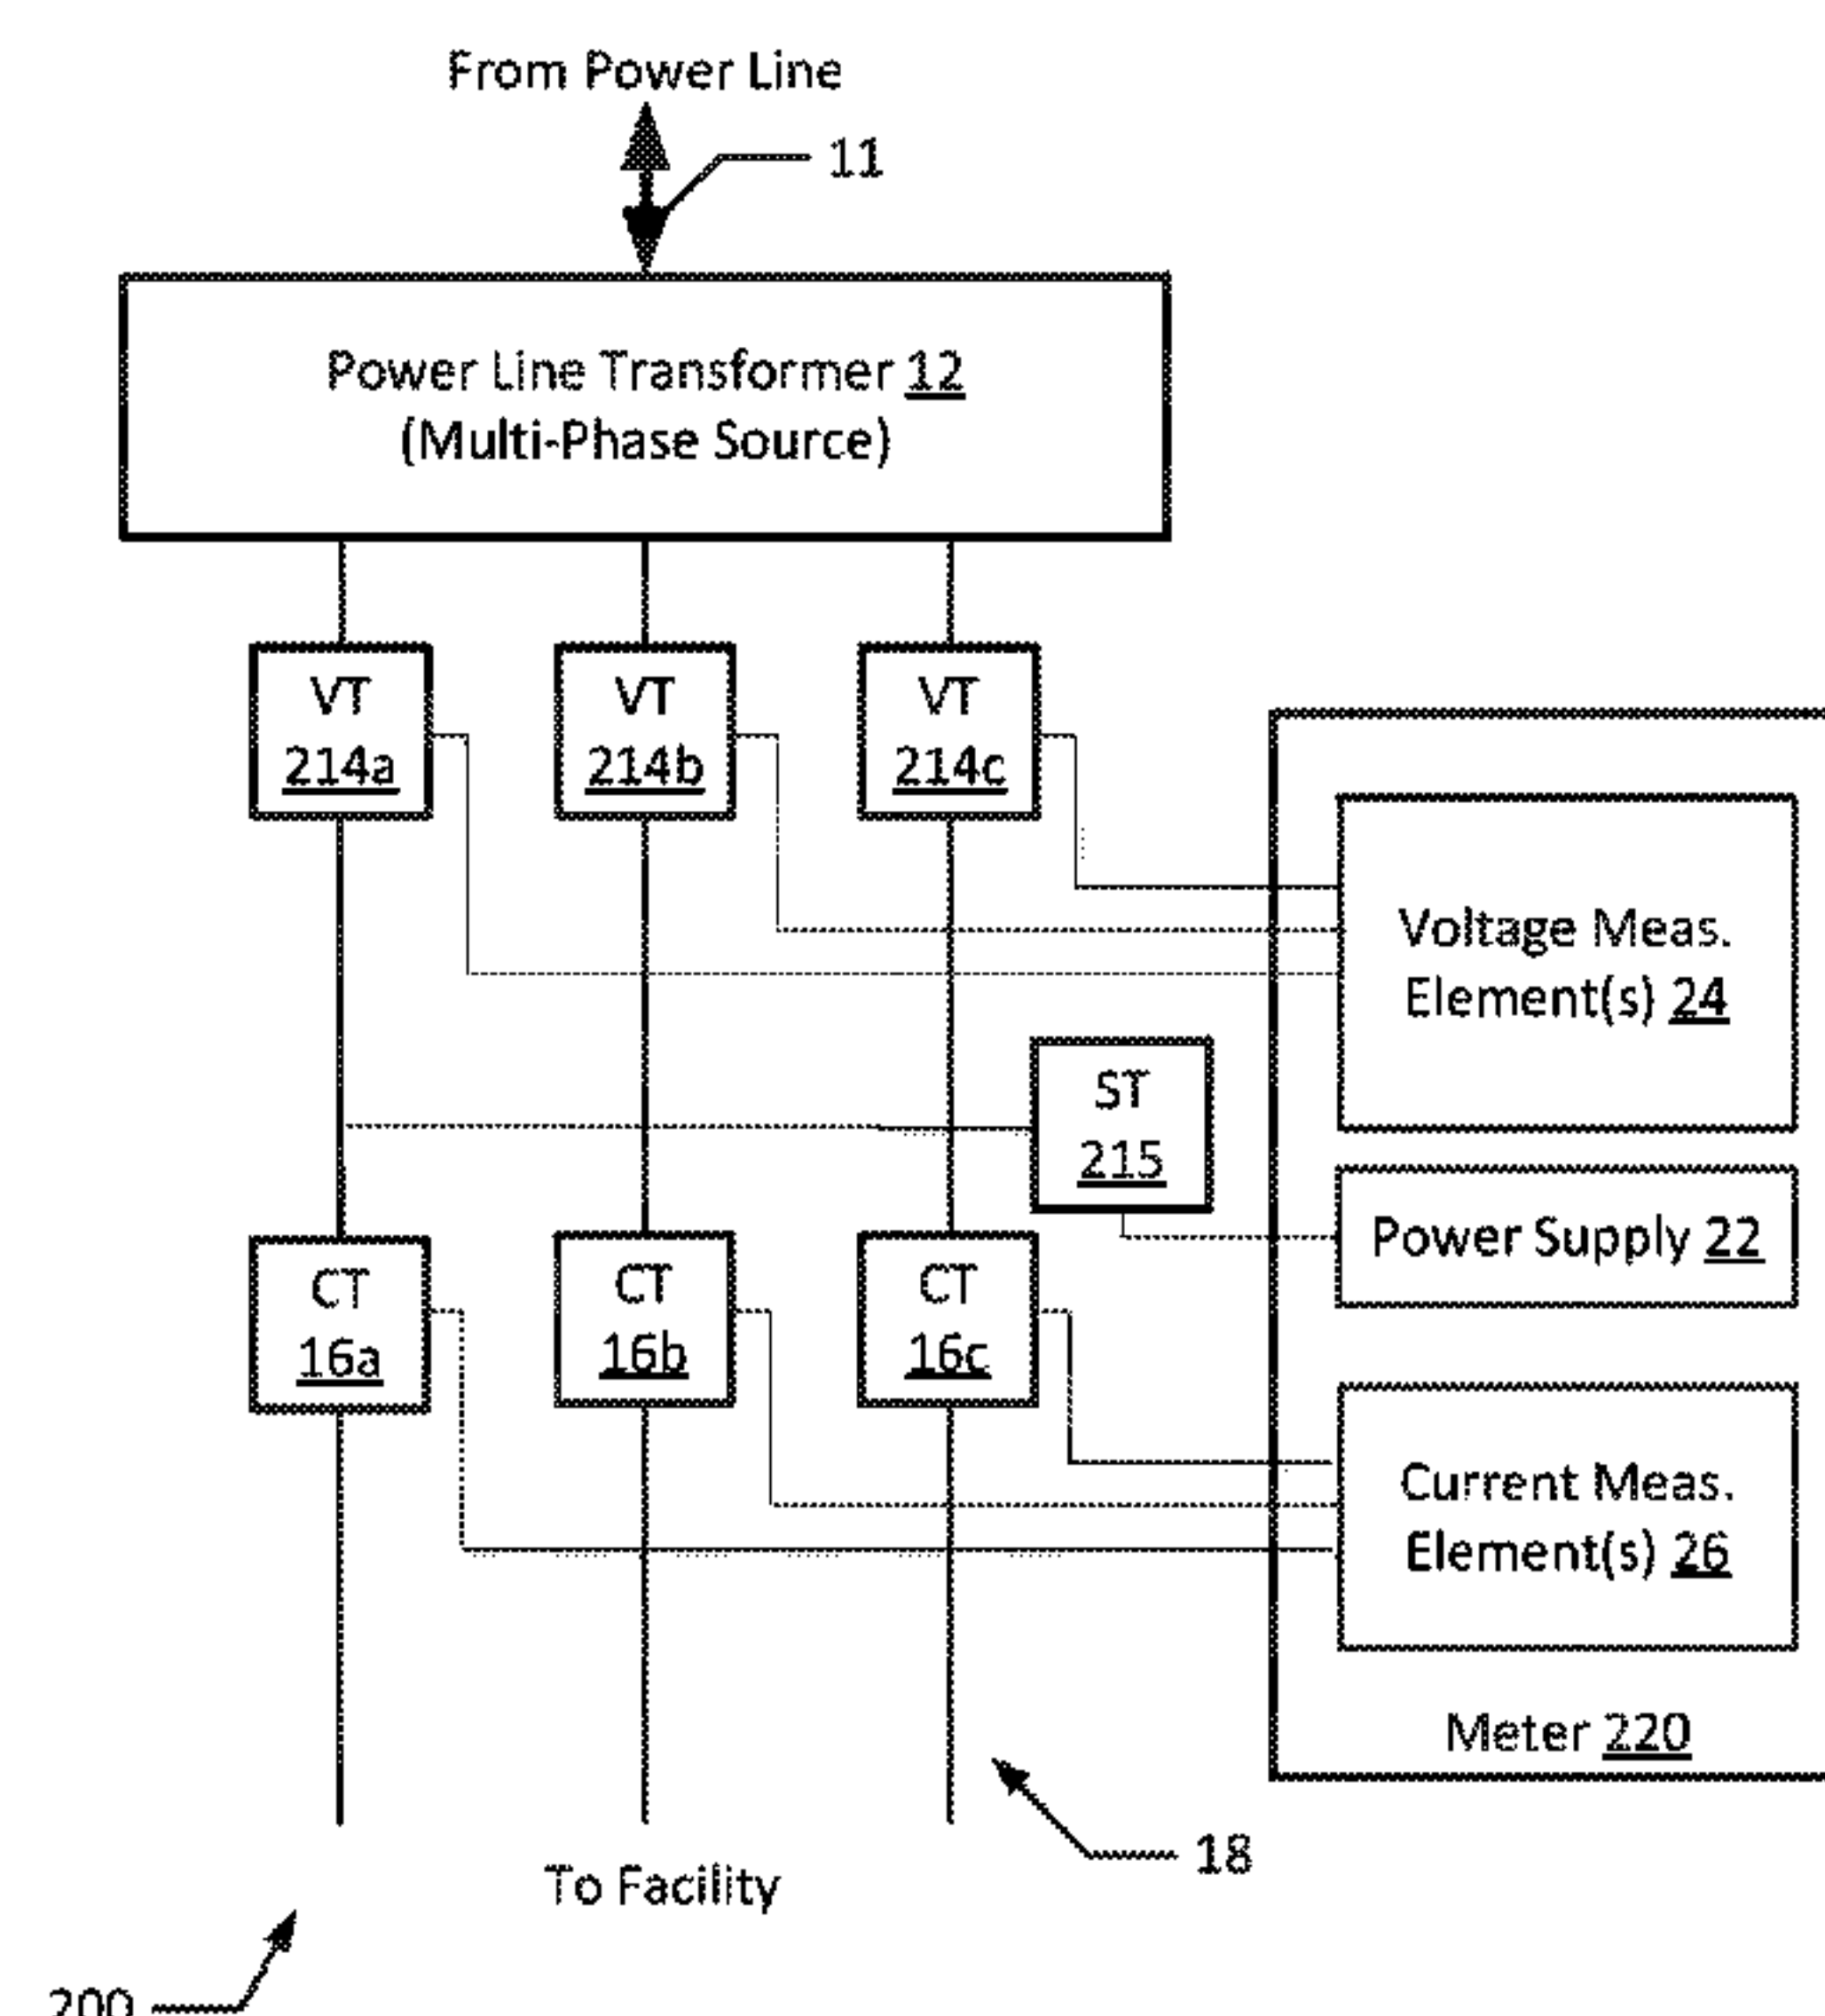 From Power Line
11
Power Line Transformer 12
(Multi-Phase Source)
VT
214a
VT
214b
VT
214c
Voltage Meas.
Element(s) 24
ST
215
Power Supply 22
CT
16a
CT
16b
CT
16c
Current Meas.
Element(s) 26
Meter 220
18
To Facility
200